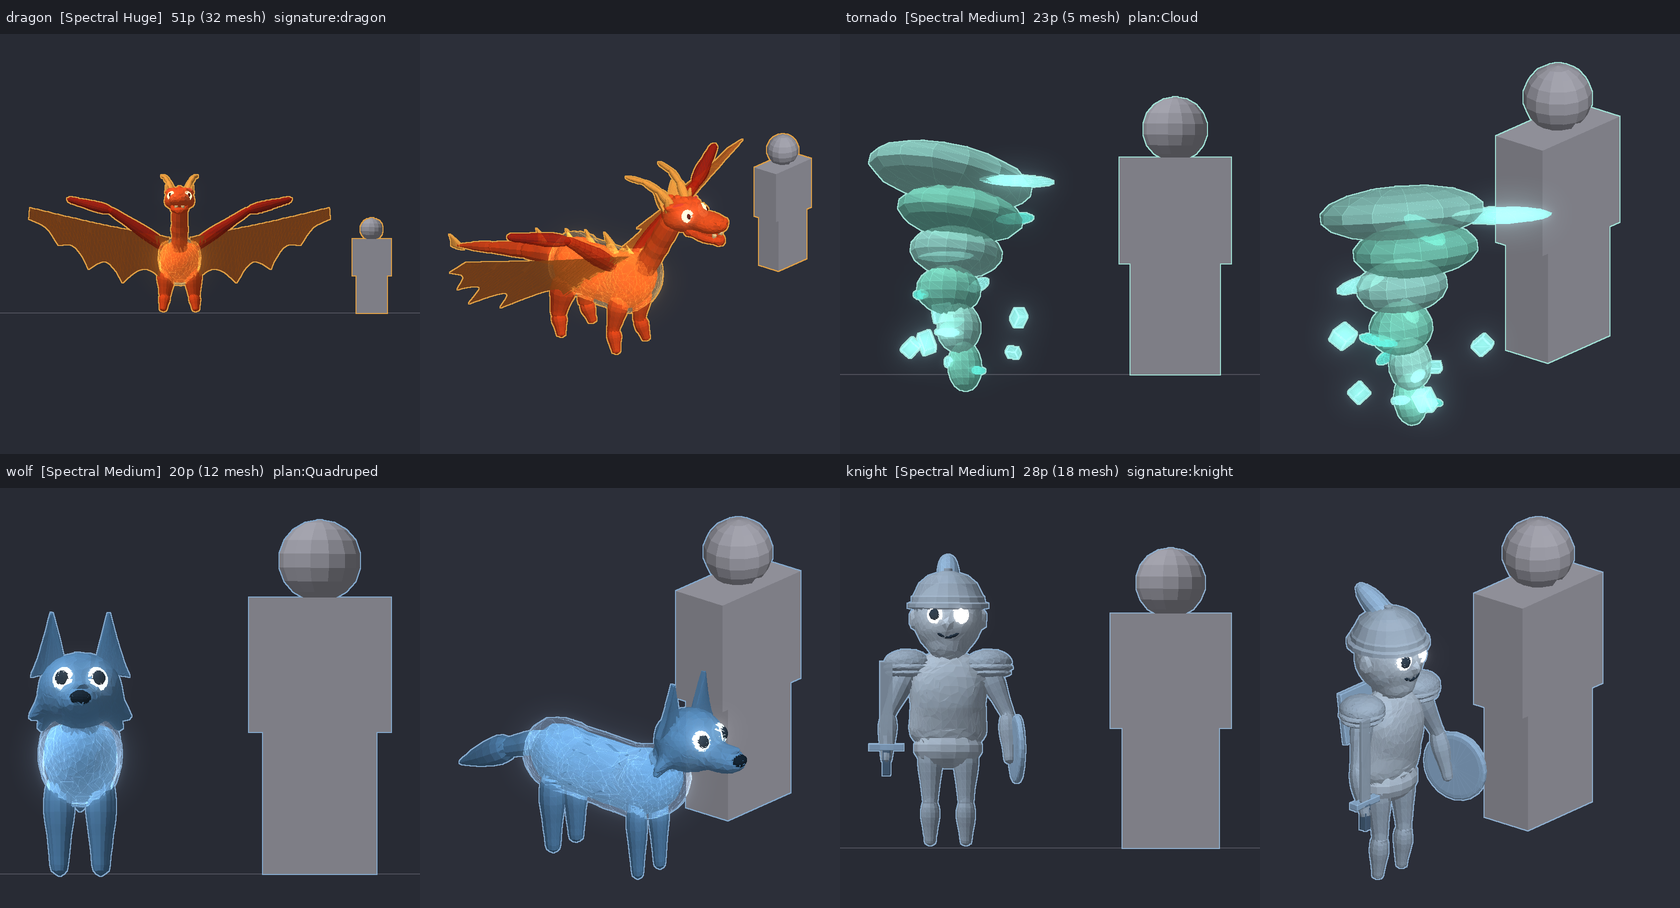 dragon [Spectral Huge] 51p (32 mesh) signature:dragon
tornado [Spectral Medium] 23p (5 mesh) plan:Cloud
wolf [Spectral Medium] 20p (12 mesh) plan:Quadruped
knight [Spectral Medium] 28p (18 mesh) signature:knight